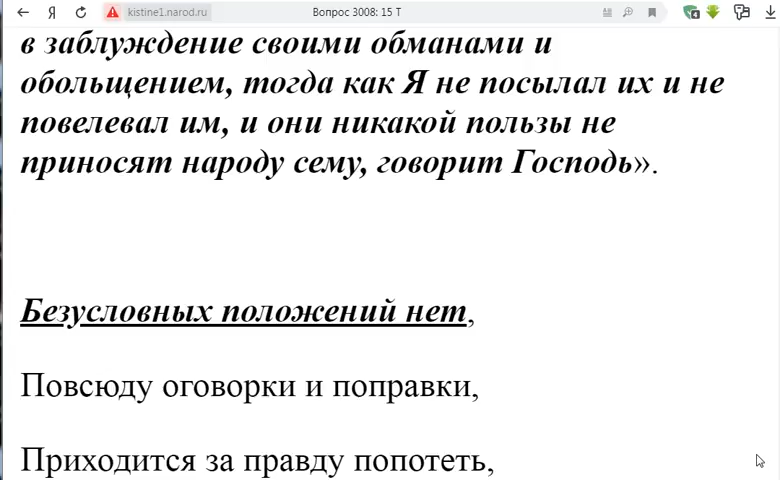 Я kistine1.narod.ru Вопрос 3008: 15 Т
в заблуждение своими обманами и
обольщением, тогда как Я не посылал их и не
повелевал им, и они никакой пользы не
приносят народу сему, говорит Господь».
Безусловных положений нет,
Повсюду оговорки и поправки,
Приходится за правду попотеть,